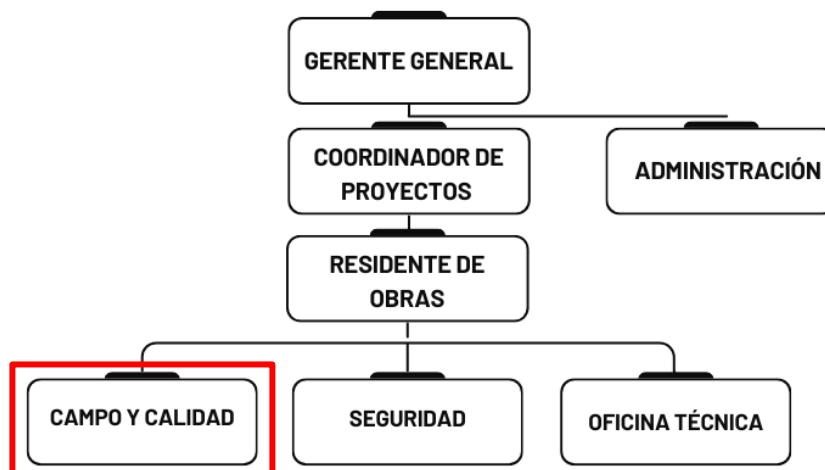 GERENTE GENERAL
COORDINADOR DE
PROYECTOS
ADMINISTRACIÓN
RESIDENTE DE
OBRAS
CAMPO Y CALIDAD
SEGURIDAD
OFICINA TÉCNICA